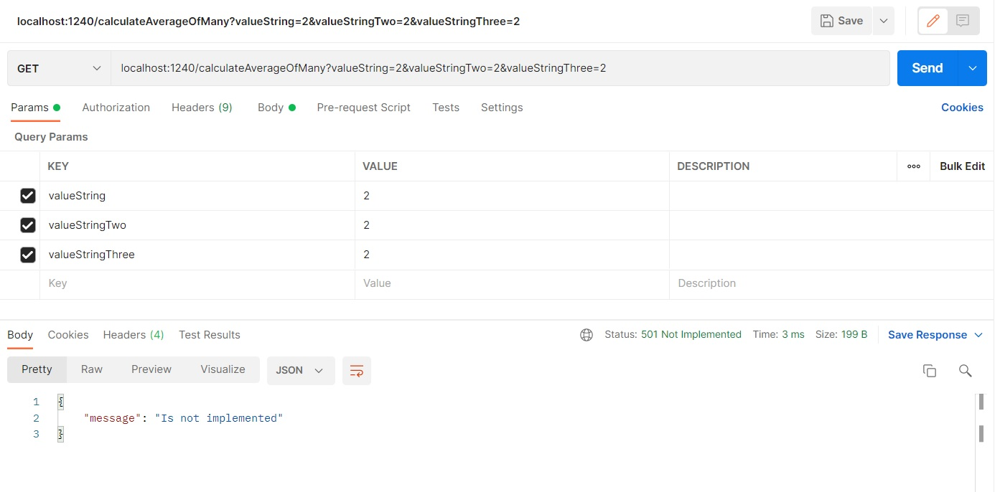 localhost:1240/calculateAverageOfMany?valueString=2&valueStringTwo=2&valueStringThree=2 Save
GET localhost:1240/calculateAverageOfMany?valueString=2&valueStringTwo=2&valueStringThree=2 Send
Params Authorization Headers (9) Body Pre-request Script Tests Settings Cookies
Query Params
KEY VALUE DESCRIPTION Bulk Edit
valueString 2
valueStringTwo 2
valueStringThree 2
Key Value Description
Body Cookies Headers (4) Test Results Status: 501 Not Implemented Time: 3 ms Size: 199 B Save Response
Pretty Raw Preview Visualize JSON
1 {
2 "message": "Is not implemented"
3 }